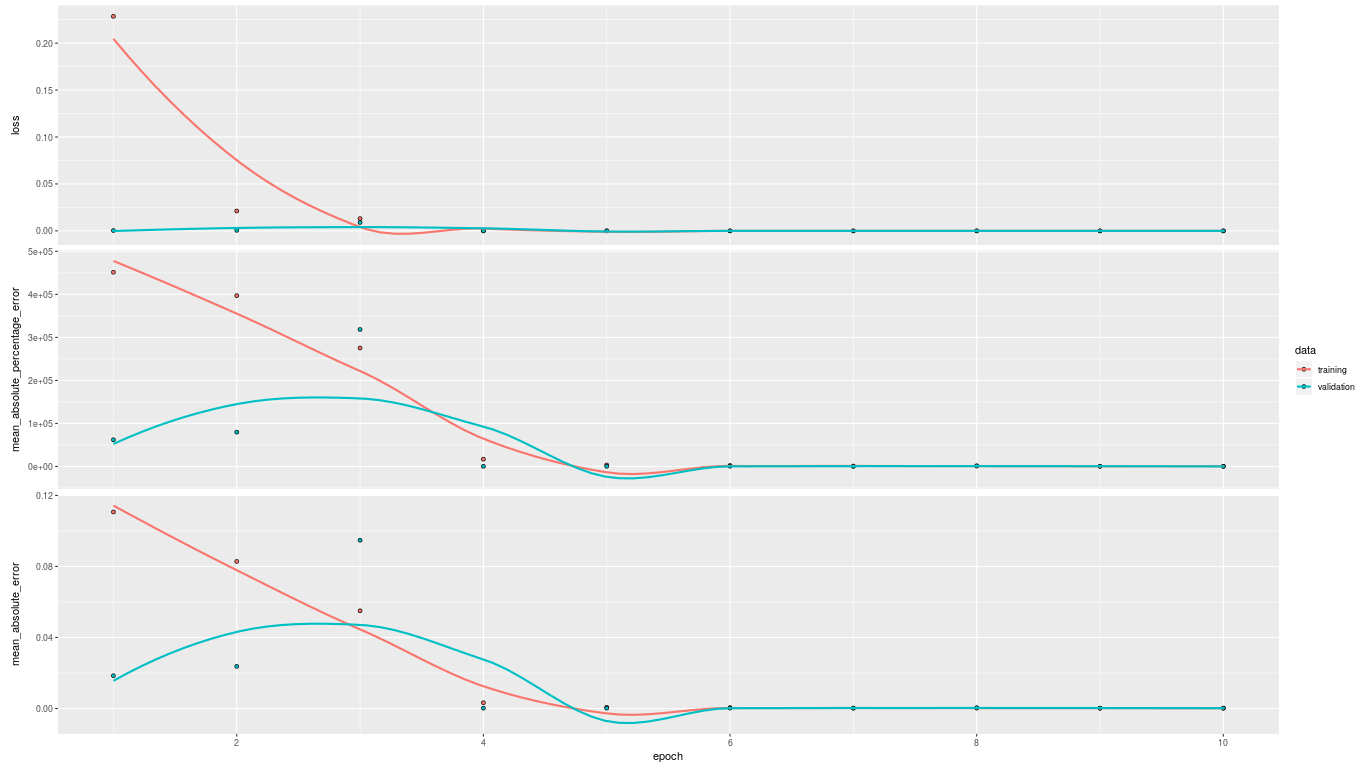 loss
0.20
0.15
0.10
0.05
0.00
mean_absolute_percentage_error
5e+05
4e+05
3e+05
2e+05
1e+05
0e+00
mean_absolute_error
0.12
0.08
0.04
0.00
2
4
6
8
10
epoch
data
training
validation